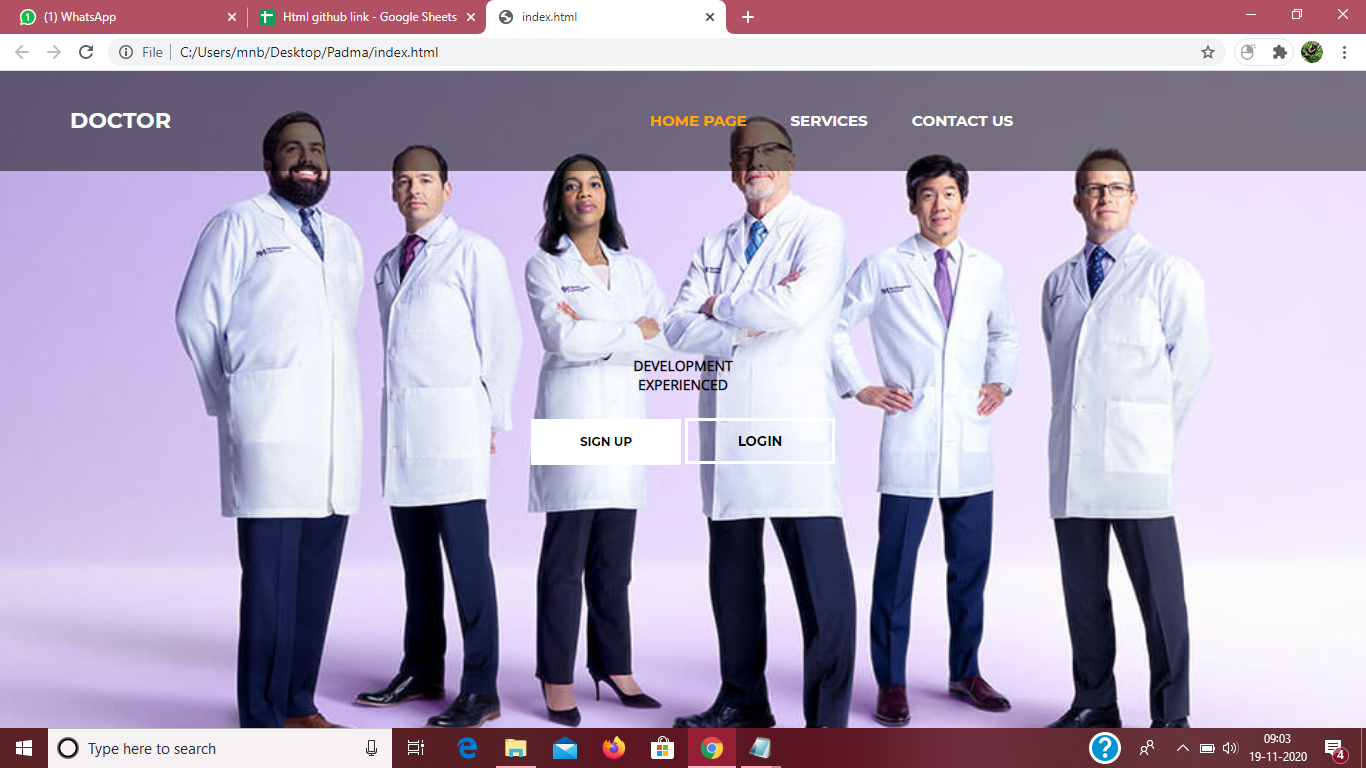 (1) WhatsApp
Html github link - Google Sheets
index.html
File
C:/Users/mnb/Desktop/Padma/index.html
DOCTOR
HOME PAGE
SERVICES
CONTACT US
DEVELOPMENT
EXPERIENCED
SIGN UP
LOGIN
Type here to search
09:03
19-11-2020
4